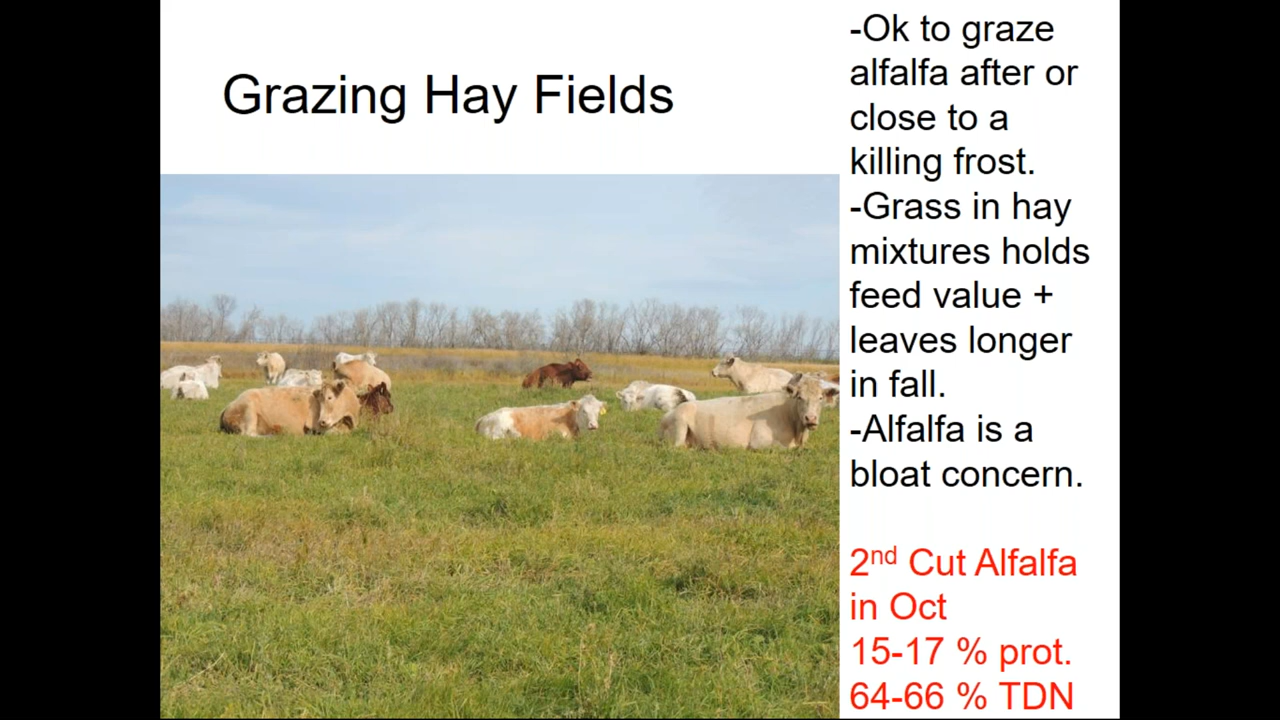 Grazing Hay Fields
-Ok to graze
alfalfa after or
close to a
killing frost.
-Grass in hay
mixtures holds
feed value +
leaves longer
in fall.
-Alfalfa is a
bloat concern.
2nd Cut Alfalfa
in Oct
15-17 % prot.
64-66 % TDN